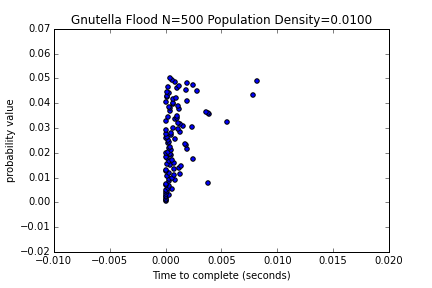 Gnutella Flood N=500 Population Density=0.0100
0.07
0.06
0.05
0.04
0.03
0.02
0.01
0.00
−0.01
−0.02
probability value
−0.010 −0.005 0.000 0.005 0.010 0.015 0.020
Time to complete (seconds)